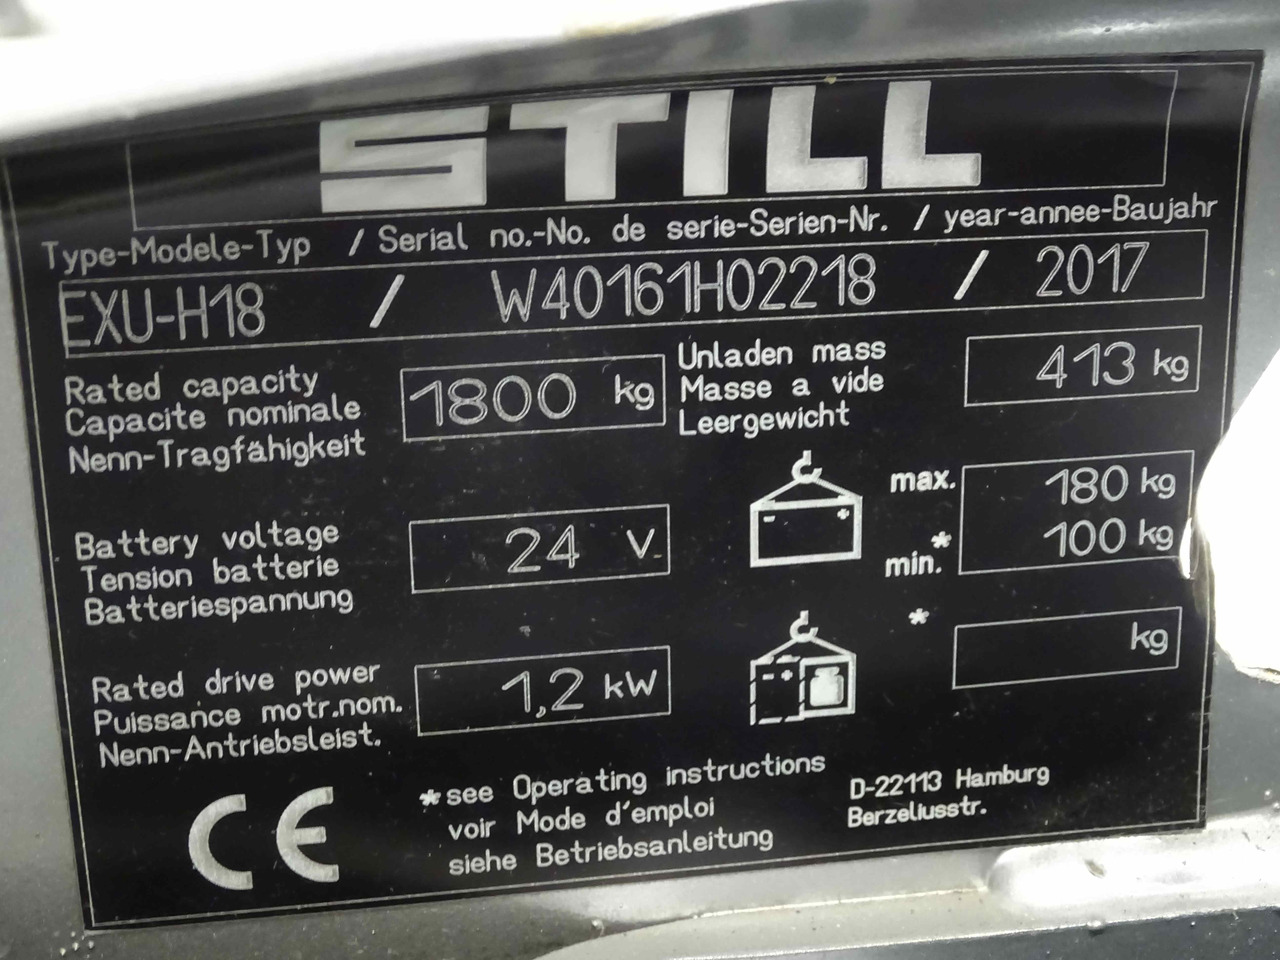 STILL
Type-Modele-Typ / Serial no.-No. de serie-Serien-Nr. / year-annee-Baujahr
EXU-H18 / W40161H02218 / 2017
Rated capacity
Capacite nominale
Nenn-Tragfähigkeit
1800 kg
Unladen mass
Masse a vide
Leergewicht
413 kg
Battery voltage
Tension batterie
Batteriespannung
24 V
- +
max. 180 kg
min.* 100 kg
Rated drive power
Puissance motr.nom.
Nenn-Antriebsleist.
1,2 kW
- +
* kg
CE
*see Operating instructions
voir Mode d'emploi
siehe Betriebsanleitung
D-22113 Hamburg
Berzeliusstr.